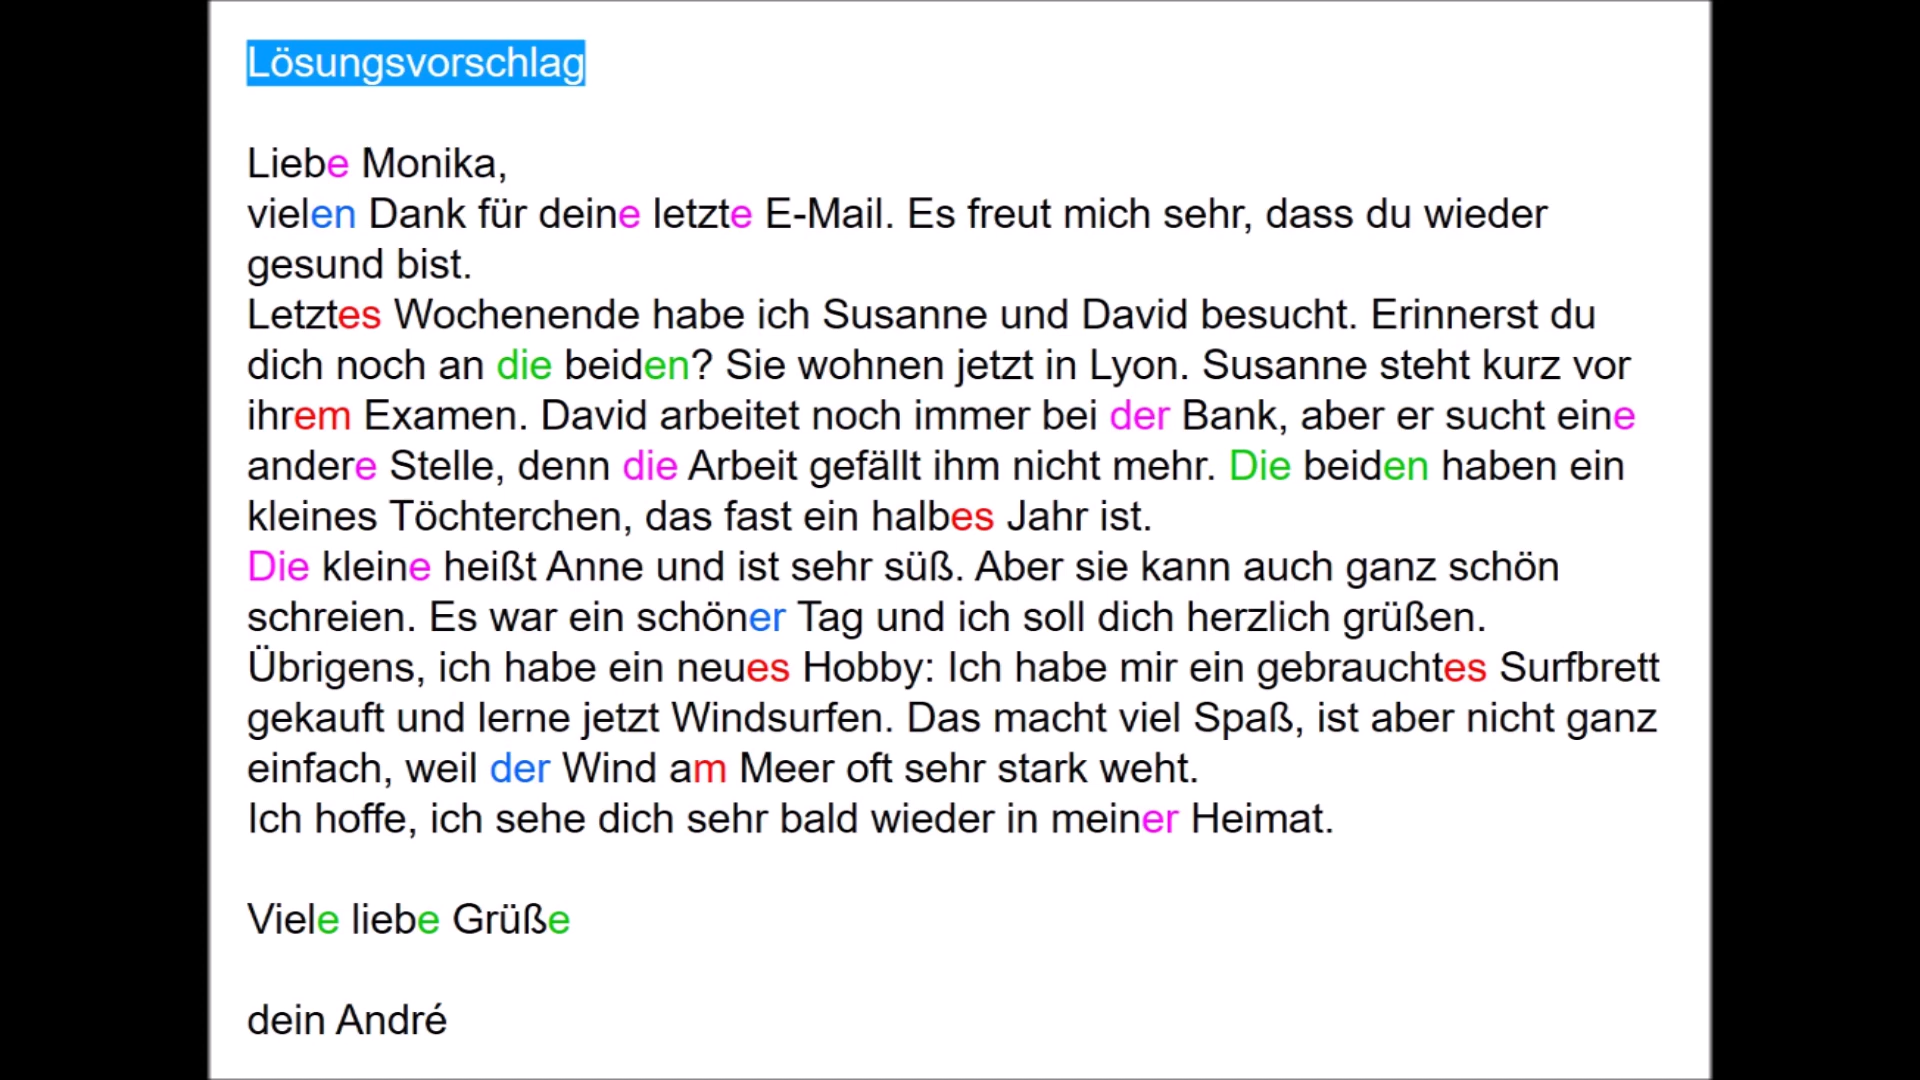 Lösungsvorschlag
Liebe Monika,
vielen Dank für deine letzte E-Mail. Es freut mich sehr, dass du wieder
gesund bist.
Letztes Wochenende habe ich Susanne und David besucht. Erinnerst du
dich noch an die beiden? Sie wohnen jetzt in Lyon. Susanne steht kurz vor
ihrem Examen. David arbeitet noch immer bei der Bank, aber er sucht eine
andere Stelle, denn die Arbeit gefällt ihm nicht mehr. Die beiden haben ein
kleines Töchterchen, das fast ein halbes Jahr ist.
Die kleine heißt Anne und ist sehr süß. Aber sie kann auch ganz schön
schreien. Es war ein schöner Tag und ich soll dich herzlich grüßen.
Übrigens, ich habe ein neues Hobby: Ich habe mir ein gebrauchtes Surfbrett
gekauft und lerne jetzt Windsurfen. Das macht viel Spaß, ist aber nicht ganz
einfach, weil der Wind am Meer oft sehr stark weht.
Ich hoffe, ich sehe dich sehr bald wieder in meiner Heimat.
Viele liebe Grüße
dein André